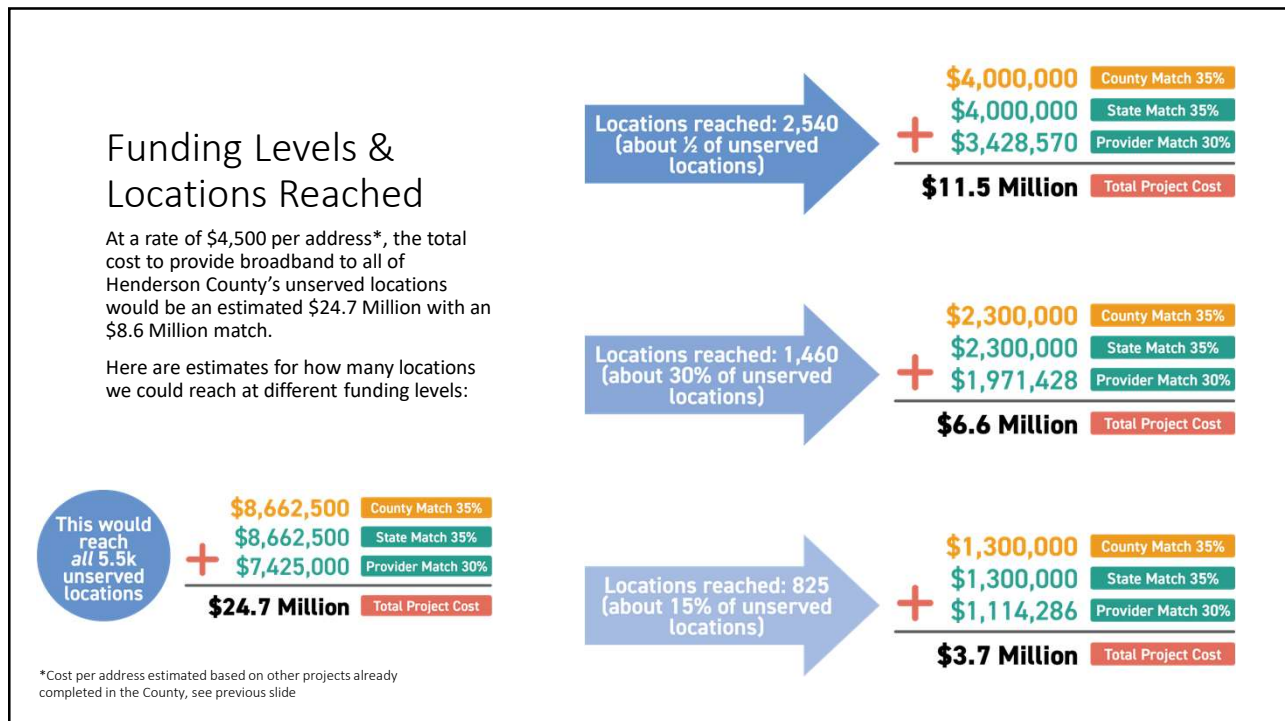 Funding Levels &
Locations Reached
At a rate of $4,500 per address*, the total
cost to provide broadband to all of
Henderson County's unserved locations
would be an estimated $24.7 Million with an
$8.6 Million match.
Here are estimates for how many locations
we could reach at different funding levels:
This would
reach
all 5.5k
unserved
locations
$8,662,500 County Match 35%
$8,662,500 State Match 35%
+ $7,425,000 Provider Match 30%
$24.7 Million Total Project Cost
*Cost per address estimated based on other projects already
completed in the County, see previous slide
Locations reached: 2,540
(about ½ of unserved
locations)
$4,000,000 County Match 35%
$4,000,000 State Match 35%
+ $3,428,570 Provider Match 30%
$11.5 Million Total Project Cost
Locations reached: 1,460
(about 30% of unserved
locations)
$2,300,000 County Match 35%
$2,300,000 State Match 35%
+ $1,971,428 Provider Match 30%
$6.6 Million Total Project Cost
Locations reached: 825
(about 15% of unserved
locations)
$1,300,000 County Match 35%
$1,300,000 State Match 35%
+ $1,114,286 Provider Match 30%
$3.7 Million Total Project Cost